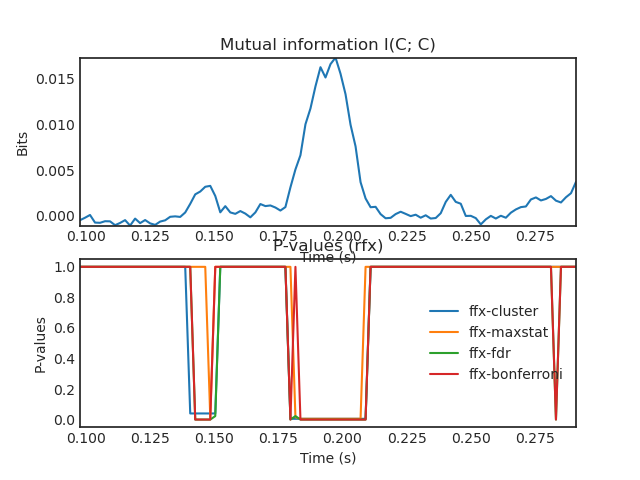 Mutual information I(C; C)
Bits
0.015
0.010
0.005
0.000
0.100 0.125 0.150 0.175 0.200 0.225 0.250 0.275
Time (s)
P-values (rfx)
P-values
1.0
0.8
0.6
0.4
0.2
0.0
ffx-cluster
ffx-maxstat
ffx-fdr
ffx-bonferroni
0.100 0.125 0.150 0.175 0.200 0.225 0.250 0.275
Time (s)